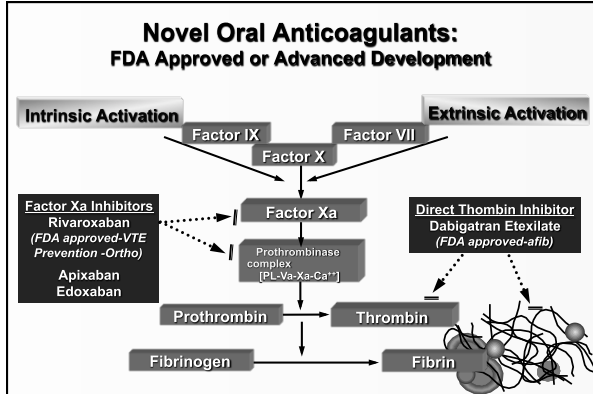 Novel Oral Anticoagulants:
FDA Approved or Advanced Development
Intrinsic Activation
Extrinsic Activation
Factor IX
Factor VII
Factor X
Factor Xa Inhibitors
Rivaroxaban
(FDA approved-VTE
Prevention -Ortho)
Apixaban
Edoxaban
Factor Xa
Direct Thombin Inhibitor
Dabigatran Etexilate
(FDA approved-afib)
Prothrombinase
complex
[PL-Va-Xa-Ca⁺⁺]
Prothrombin
Thrombin
Fibrinogen
Fibrin